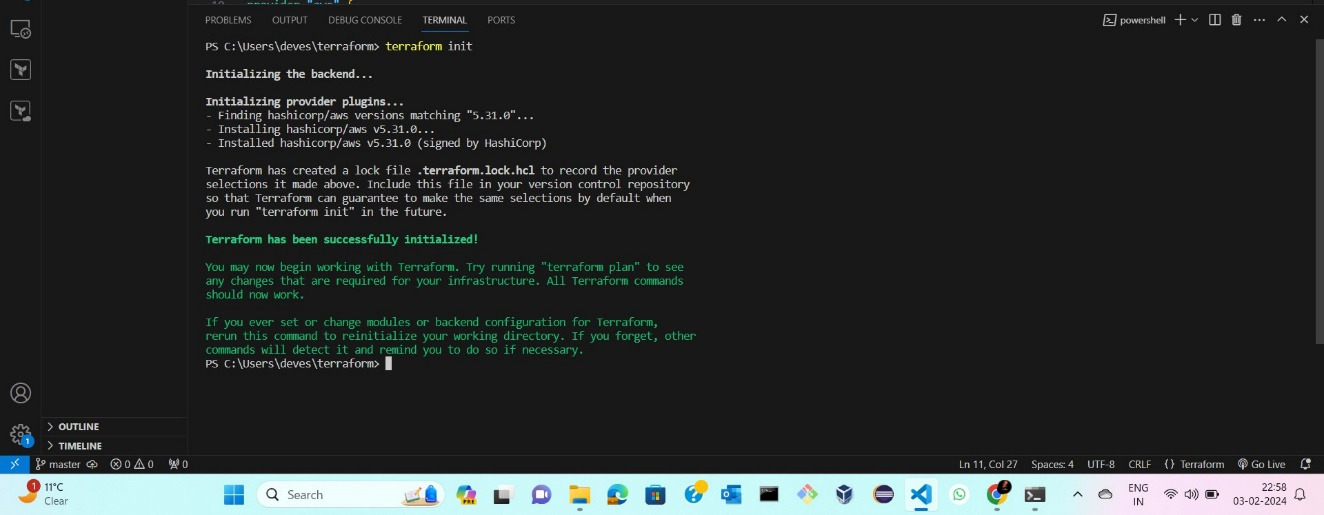 PROBLEMS OUTPUT DEBUG CONSOLE TERMINAL PORTS
powershell
PS C:\Users\deves\terraform> terraform init
Initializing the backend...
Initializing provider plugins...
- Finding hashicorp/aws versions matching "5.31.0"...
- Installing hashicorp/aws v5.31.0...
- Installed hashicorp/aws v5.31.0 (signed by HashiCorp)
Terraform has created a lock file .terraform.lock.hcl to record the provider
selections it made above. Include this file in your version control repository
so that Terraform can guarantee to make the same selections by default when
you run "terraform init" in the future.
Terraform has been successfully initialized!
You may now begin working with Terraform. Try running "terraform plan" to see
any changes that are required for your infrastructure. All Terraform commands
should now work.
If you ever set or change modules or backend configuration for Terraform,
rerun this command to reinitialize your working directory. If you forget, other
commands will detect it and remind you to do so if necessary.
PS C:\Users\deves\terraform>
OUTLINE
1
TIMELINE
master 0 0 0 Ln 11, Col 27 Spaces: 4 UTF-8 CRLF {} Terraform Go Live
1
11°C
Clear
Search
PRE
ENG
IN
22:58
03-02-2024